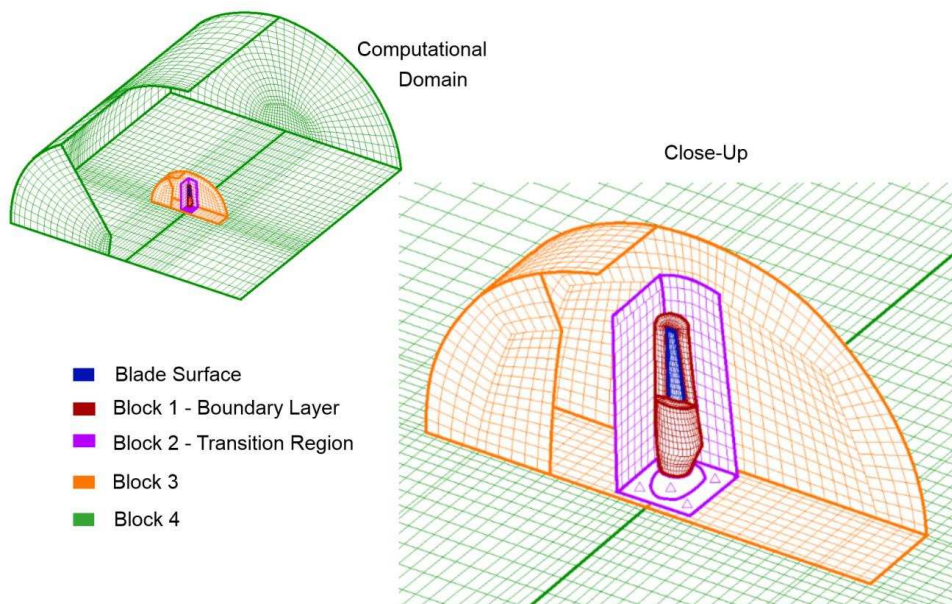 Computational
Domain
Close-Up
Blade Surface
Block 1 - Boundary Layer
Block 2 - Transition Region
Block 3
Block 4